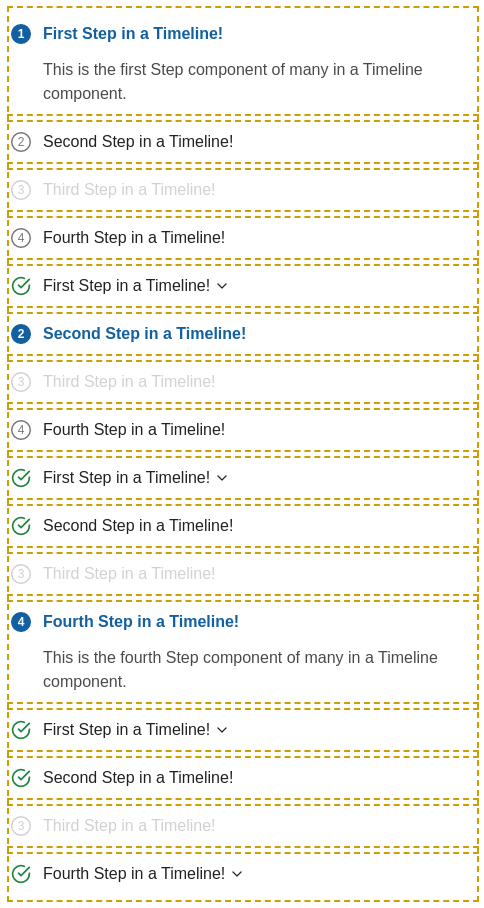 1 First Step in a Timeline!
This is the first Step component of many in a Timeline
component.
2 Second Step in a Timeline!
3 Third Step in a Timeline!
4 Fourth Step in a Timeline!
First Step in a Timeline!
2 Second Step in a Timeline!
3 Third Step in a Timeline!
4 Fourth Step in a Timeline!
First Step in a Timeline!
Second Step in a Timeline!
3 Third Step in a Timeline!
4 Fourth Step in a Timeline!
This is the fourth Step component of many in a Timeline
component.
First Step in a Timeline!
Second Step in a Timeline!
3 Third Step in a Timeline!
Fourth Step in a Timeline!